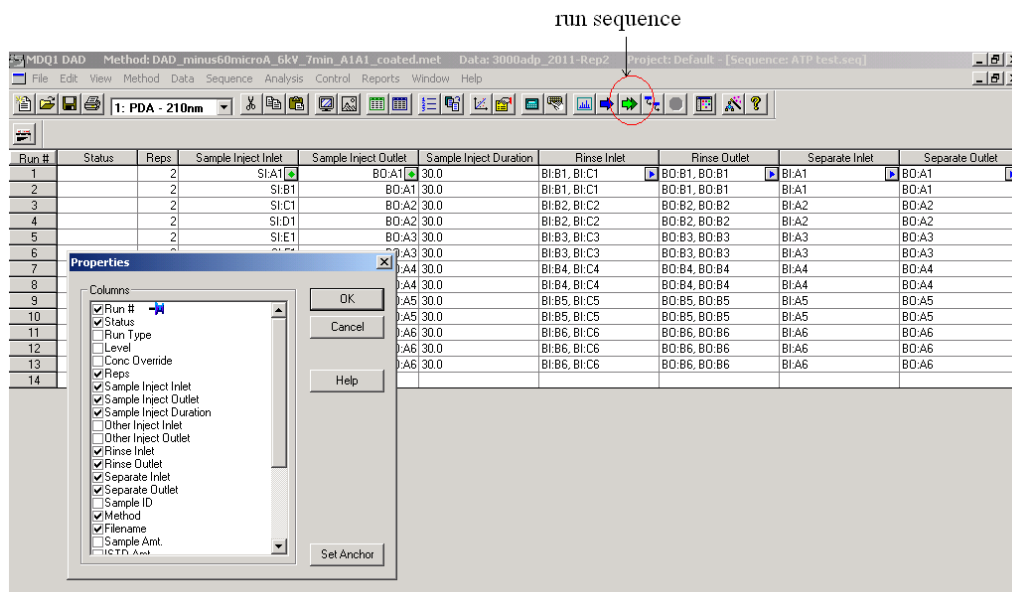 run sequence
MDQ1 DAD Method: DAD_minus60microA_6kV_7min_A1A1_coated.met Data: 3000adp_2011-Rep2 Project: Default - [Sequence: ATP test.seq]
File Edit View Method Data Sequence Analysis Control Reports Window Help
1: PDA - 210nm
Run # Status Reps Sample Inject Inlet Sample Inject Outlet Sample Inject Duration Rinse Inlet Rinse Outlet Separate Inlet Separate Outlet
1 2 SI:A1 BO:A1 30.0 BI:B1, BI:C1 BO:B1, BO:B1 BI:A1 BO:A1
2 2 SI:B1 BO:A1 30.0 BI:B1, BI:C1 BO:B1, BO:B1 BI:A1 BO:A1
3 2 SI:C1 BO:A2 30.0 BI:B2, BI:C2 BO:B2, BO:B2 BI:A2 BO:A2
4 2 SI:D1 BO:A2 30.0 BI:B2, BI:C2 BO:B2, BO:B2 BI:A2 BO:A2
5 2 SI:E1 BO:A3 30.0 BI:B3, BI:C3 BO:B3, BO:B3 BI:A3 BO:A3
6 :A3 30.0 BI:B3, BI:C3 BO:B3, BO:B3 BI:A3 BO:A3
7 :A4 30.0 BI:B4, BI:C4 BO:B4, BO:B4 BI:A4 BO:A4
8 :A4 30.0 BI:B4, BI:C4 BO:B4, BO:B4 BI:A4 BO:A4
9 :A5 30.0 BI:B5, BI:C5 BO:B5, BO:B5 BI:A5 BO:A5
10 :A5 30.0 BI:B5, BI:C5 BO:B5, BO:B5 BI:A5 BO:A5
11 :A6 30.0 BI:B6, BI:C6 BO:B6, BO:B6 BI:A6 BO:A6
12 :A6 30.0 BI:B6, BI:C6 BO:B6, BO:B6 BI:A6 BO:A6
13 :A6 30.0 BI:B6, BI:C6 BO:B6, BO:B6 BI:A6 BO:A6
14
Properties
Columns
Run #
Status
Run Type
Level
Conc Override
Reps
Sample Inject Inlet
Sample Inject Outlet
Sample Inject Duration
Other Inject Inlet
Other Inject Outlet
Rinse Inlet
Rinse Outlet
Separate Inlet
Separate Outlet
Sample ID
Method
Filename
Sample Amt.
ISTD Amt
OK
Cancel
Help
Set Anchor